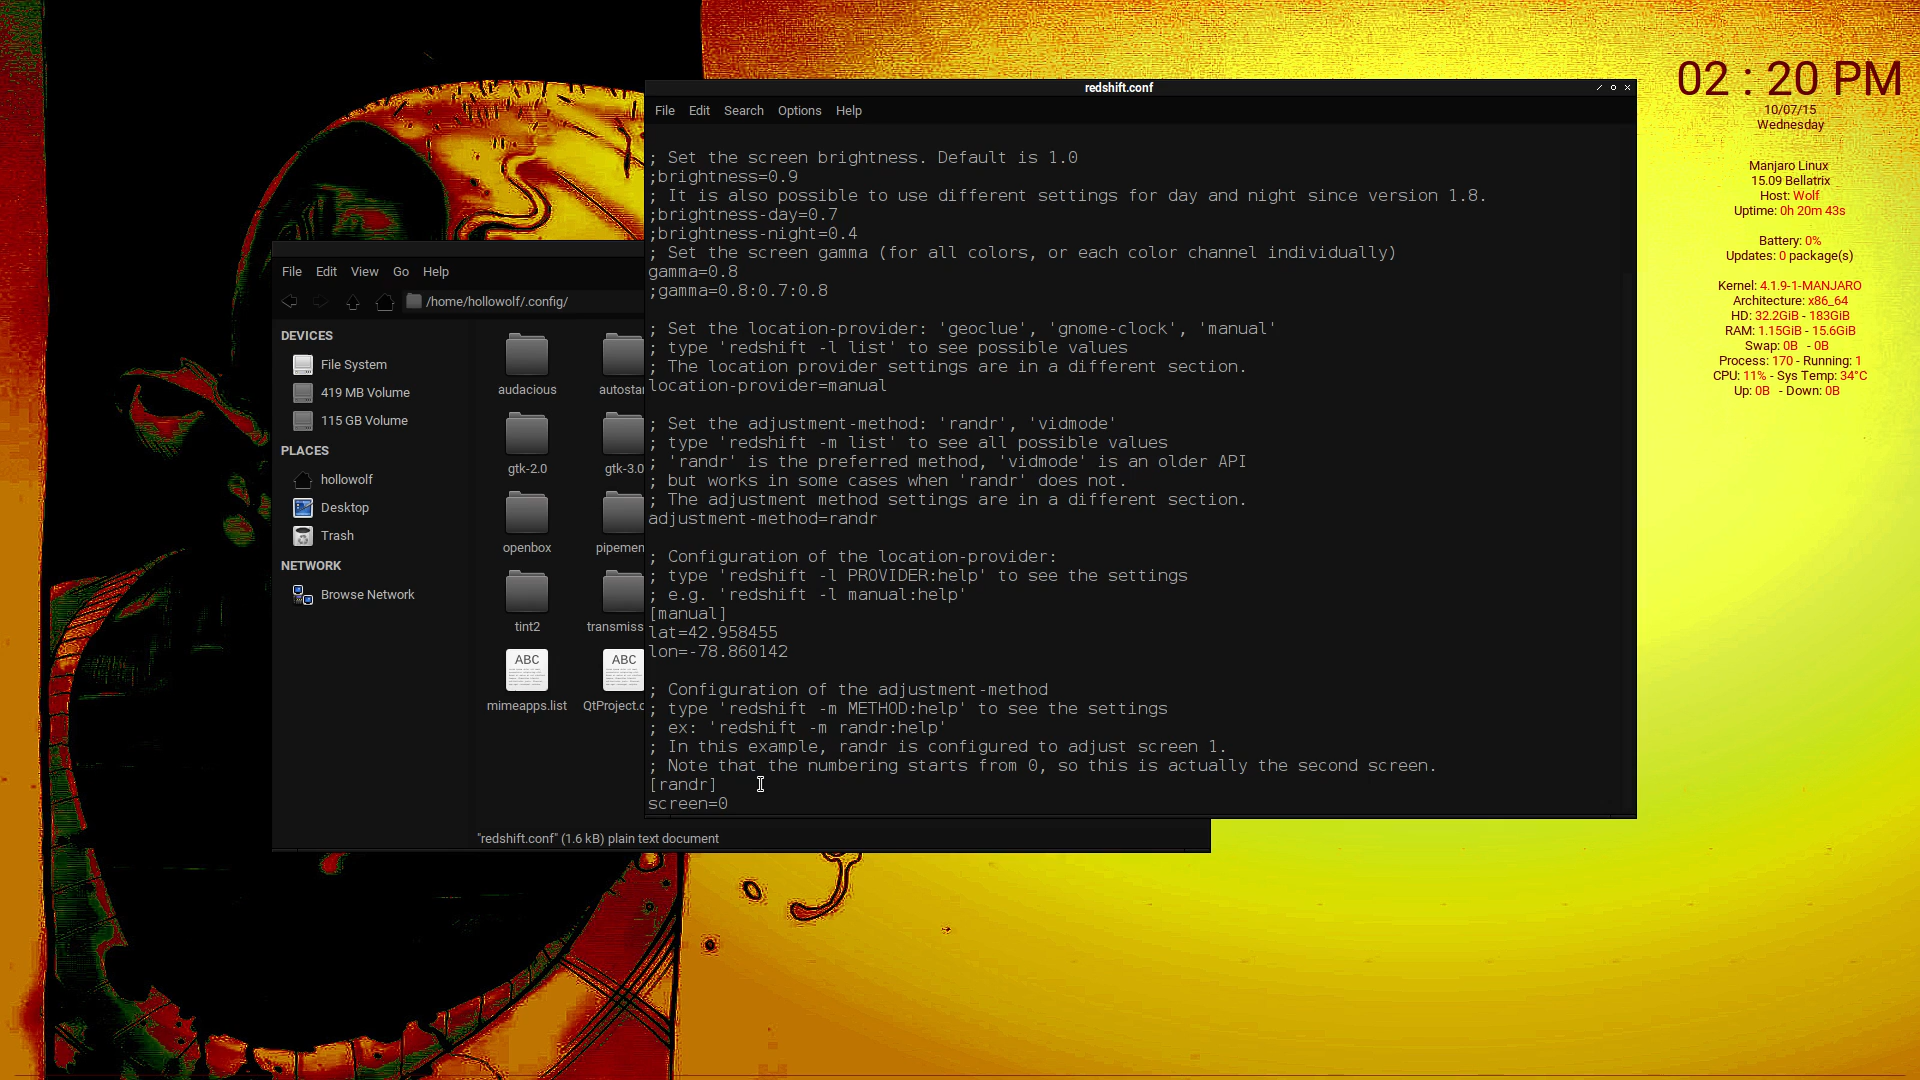 redshift.conf
File Edit Search Options Help
; Set the screen brightness. Default is 1.0
;brightness=0.9
; It is also possible to use different settings for day and night since version 1.8.
;brightness-day=0.7
;brightness-night=0.4
; Set the screen gamma (for all colors, or each color channel individually)
gamma=0.8
;gamma=0.8:0.7:0.8
; Set the location-provider: 'geoclue', 'gnome-clock', 'manual'
; type 'redshift -l list' to see possible values
; The location provider settings are in a different section.
location-provider=manual
; Set the adjustment-method: 'randr', 'vidmode'
; type 'redshift -m list' to see all possible values
; 'randr' is the preferred method, 'vidmode' is an older API
; but works in some cases when 'randr' does not.
; The adjustment method settings are in a different section.
adjustment-method=randr
; Configuration of the location-provider:
; type 'redshift -l PROVIDER:help' to see the settings
; e.g. 'redshift -l manual:help'
[manual]
lat=42.958455
lon=-78.860142
; Configuration of the adjustment-method
; type 'redshift -m METHOD:help' to see the settings
; ex: 'redshift -m randr:help'
; In this example, randr is configured to adjust screen 1.
; Note that the numbering starts from 0, so this is actually the second screen.
[randr]
screen=0
File Edit View Go Help
/home/hollowolf/.config/
DEVICES
File System
419 MB Volume
115 GB Volume
PLACES
hollowolf
Desktop
Trash
NETWORK
Browse Network
audacious autostar
gtk-2.0 gtk-3.0
openbox pipemen
tint2 transmiss
ABC ABC
mimeapps.list QtProject.c
"redshift.conf" (1.6 kB) plain text document
02 : 20 PM
10/07/15
Wednesday
Manjaro Linux
15.09 Bellatrix
Host: Wolf
Uptime: 0h 20m 43s
Battery: 0%
Updates: 0 package(s)
Kernel: 4.1.9-1-MANJARO
Architecture: x86_64
HD: 32.2GiB - 183GiB
RAM: 1.15GiB - 15.6GiB
Swap: 0B - 0B
Process: 170 - Running: 1
CPU: 11% - Sys Temp: 34°C
Up: 0B - Down: 0B